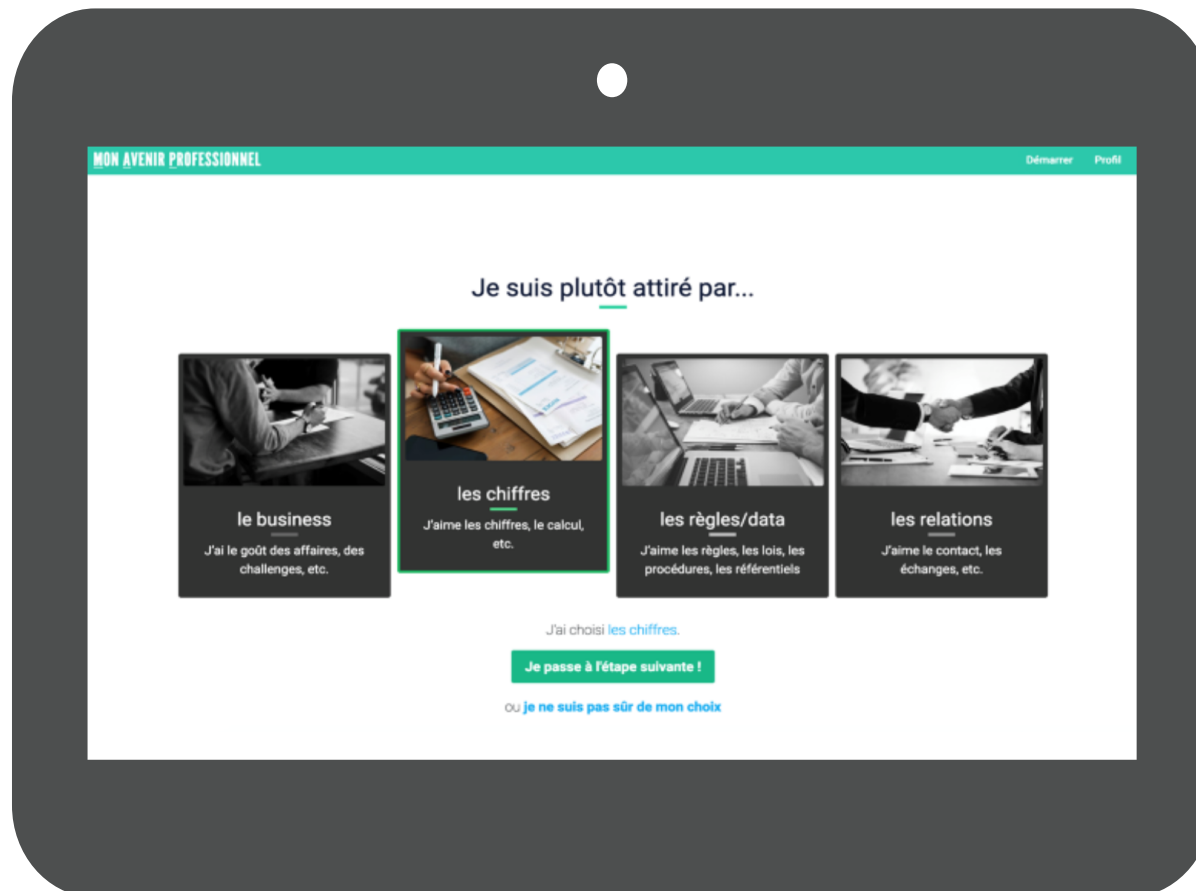 MON AVENIR PROFESSIONNEL
Démarrer Profil
Je suis plutôt attiré par...
le business
J'ai le goût des affaires, des
challenges, etc.
les chiffres
J'aime les chiffres, le calcul,
etc.
les règles/data
J'aime les règles, les lois, les
procédures, les référentiels
les relations
J'aime le contact, les
échanges, etc.
J'ai choisi les chiffres.
Je passe à l'étape suivante !
ou je ne suis pas sûr de mon choix